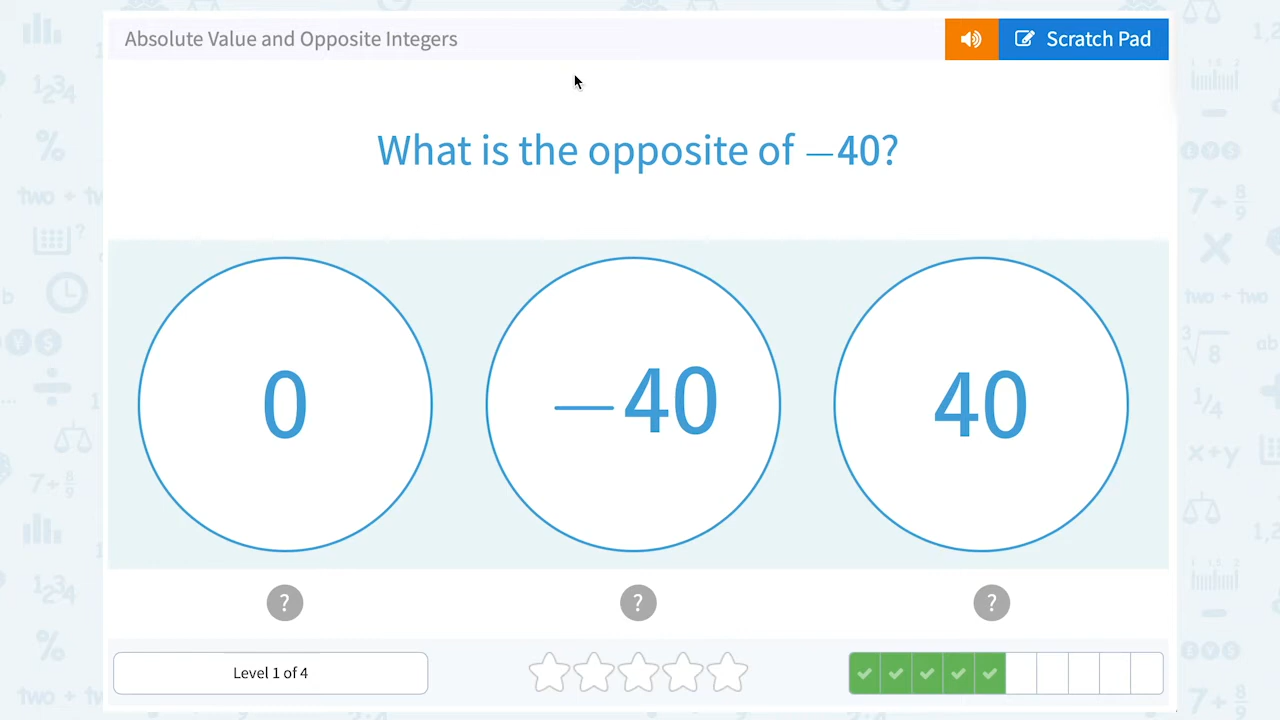 Absolute Value and Opposite Integers
Scratch Pad
What is the opposite of −40?
0
−40
40
?
?
?
Level 1 of 4